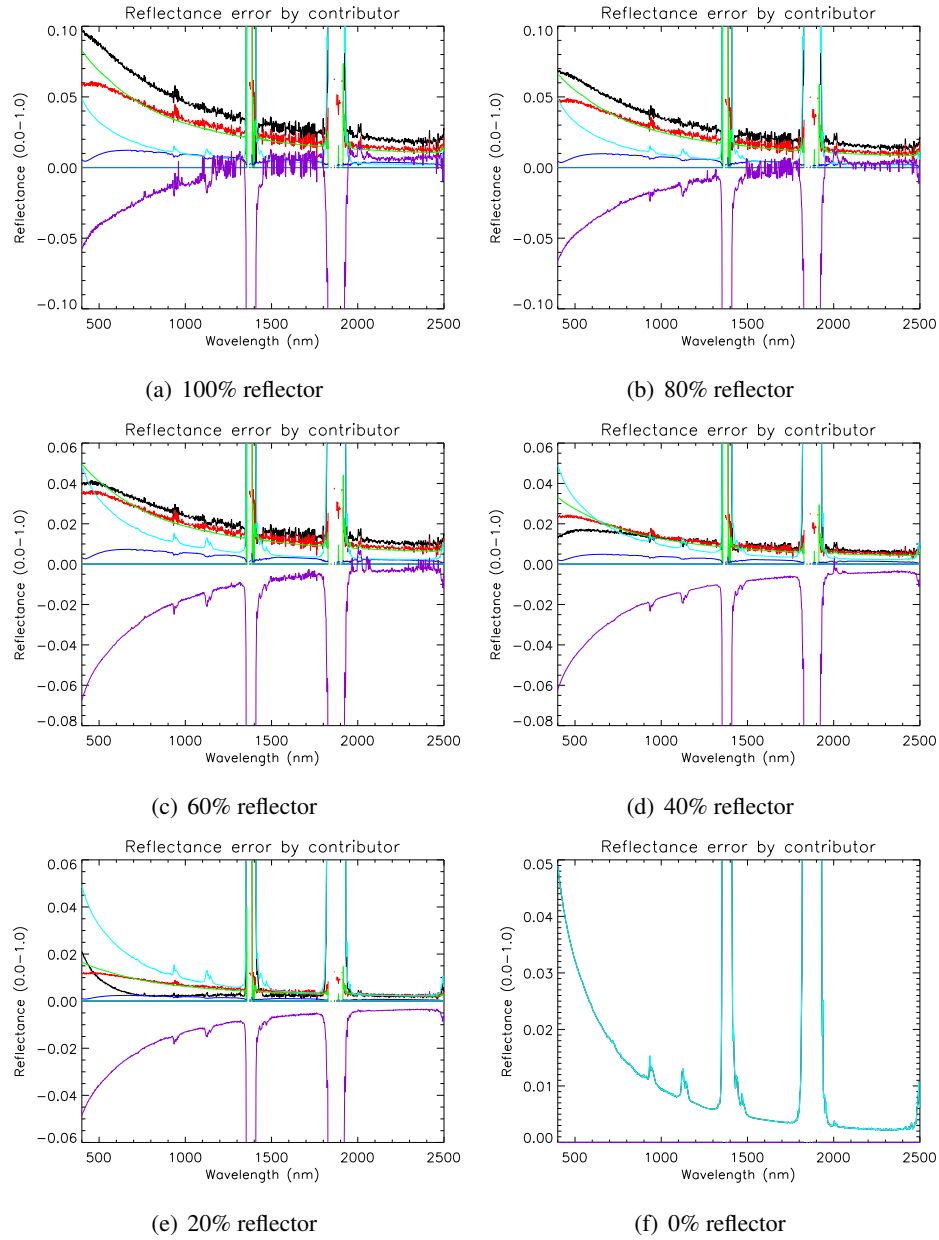 Reflectance error by contributor
Reflectance error by contributor
Reflectance (0.0−1.0)
0.10
0.05
0.00
−0.05
−0.10
500 1000 1500 2000 2500
Wavelength (nm)
Reflectance (0.0−1.0)
0.10
0.05
0.00
−0.05
−0.10
500 1000 1500 2000 2500
Wavelength (nm)
(a) 100% reflector
(b) 80% reflector
Reflectance error by contributor
Reflectance error by contributor
Reflectance (0.0−1.0)
0.06
0.04
0.02
0.00
−0.02
−0.04
−0.06
−0.08
500 1000 1500 2000 2500
Wavelength (nm)
Reflectance (0.0−1.0)
0.06
0.04
0.02
0.00
−0.02
−0.04
−0.06
−0.08
500 1000 1500 2000 2500
Wavelength (nm)
(c) 60% reflector
(d) 40% reflector
Reflectance error by contributor
Reflectance error by contributor
Reflectance (0.0−1.0)
0.06
0.04
0.02
0.00
−0.02
−0.04
−0.06
500 1000 1500 2000 2500
Wavelength (nm)
Reflectance (0.0−1.0)
0.05
0.04
0.03
0.02
0.01
0.00
500 1000 1500 2000 2500
Wavelength (nm)
(e) 20% reflector
(f) 0% reflector